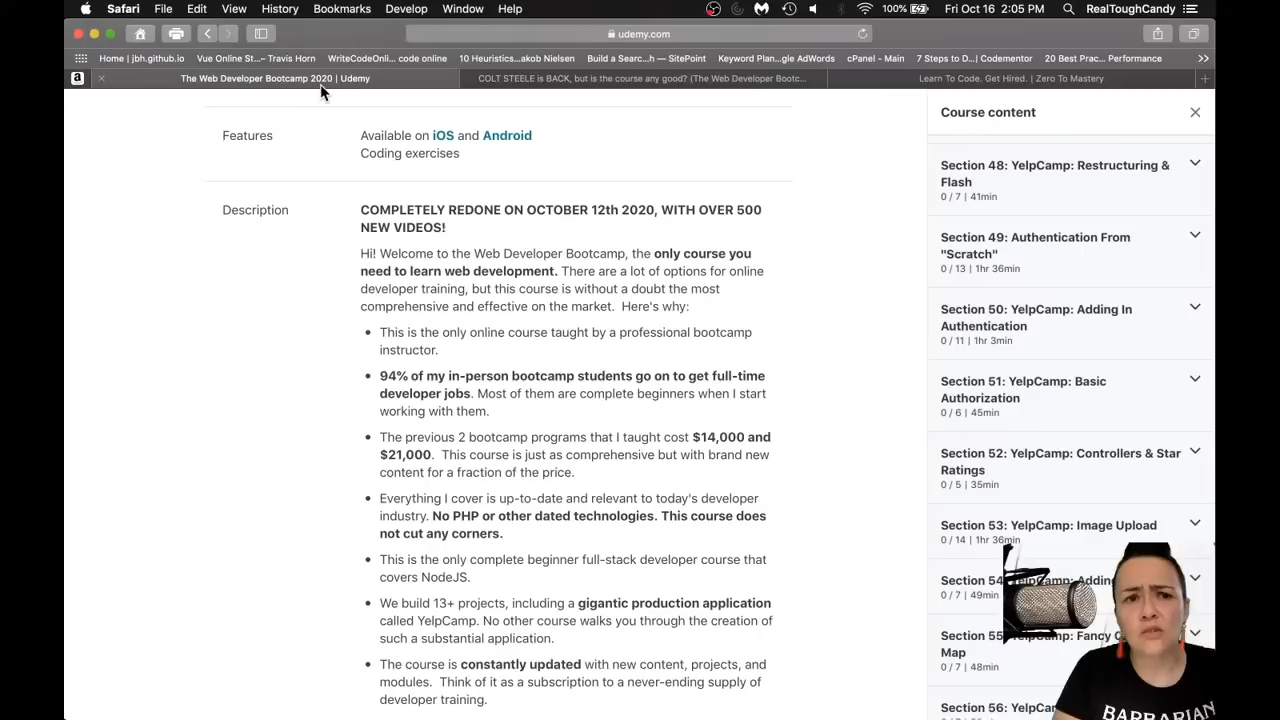 Safari File Edit View History Bookmarks Develop Window Help 100% Fri Oct 16 2:05 PM RealToughCandy
udemy.com
Home | jbh.github.io Vue Online St...– Travis Horn WriteCodeOnli... code online 10 Heuristics...akob Nielsen Build a Searc...h — SitePoint Keyword Plan...gle AdWords cPanel - Main 7 Steps to D...| Codementor 20 Best Prac... Performance
a The Web Developer Bootcamp 2020 | Udemy COLT STEELE is BACK, but is the course any good? (The Web Developer Bootc... Learn To Code. Get Hired. | Zero To Mastery
Features
Available on iOS and Android
Coding exercises
Description
COMPLETELY REDONE ON OCTOBER 12th 2020, WITH OVER 500
NEW VIDEOS!
Hi! Welcome to the Web Developer Bootcamp, the only course you
need to learn web development. There are a lot of options for online
developer training, but this course is without a doubt the most
comprehensive and effective on the market. Here's why:
• This is the only online course taught by a professional bootcamp
instructor.
• 94% of my in-person bootcamp students go on to get full-time
developer jobs. Most of them are complete beginners when I start
working with them.
• The previous 2 bootcamp programs that I taught cost $14,000 and
$21,000. This course is just as comprehensive but with brand new
content for a fraction of the price.
• Everything I cover is up-to-date and relevant to today's developer
industry. No PHP or other dated technologies. This course does
not cut any corners.
• This is the only complete beginner full-stack developer course that
covers NodeJS.
• We build 13+ projects, including a gigantic production application
called YelpCamp. No other course walks you through the creation of
such a substantial application.
• The course is constantly updated with new content, projects, and
modules. Think of it as a subscription to a never-ending supply of
developer training.
Course content
Section 48: YelpCamp: Restructuring &
Flash
0 / 7 | 41min
Section 49: Authentication From
"Scratch"
0 / 13 | 1hr 36min
Section 50: YelpCamp: Adding In
Authentication
0 / 11 | 1hr 3min
Section 51: YelpCamp: Basic
Authorization
0 / 6 | 45min
Section 52: YelpCamp: Controllers & Star
Ratings
0 / 5 | 35min
Section 53: YelpCamp: Image Upload
0 / 14 | 1hr 36min
Section 54: YelpCamp: Adding
0 / 7 | 49min
Section 55: YelpCamp: Fancy
Map
0 / 7 | 48min
Section 56:
BARBARIAN